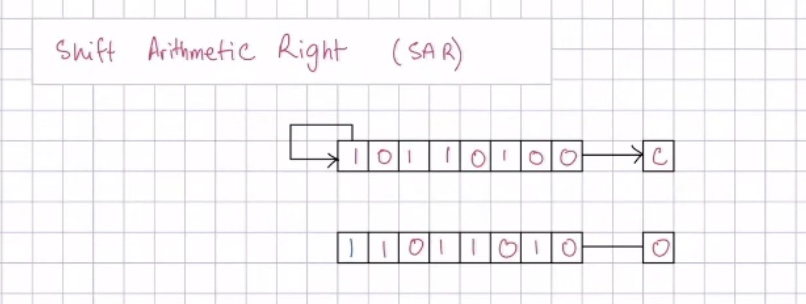 Shift Arithmetic Right (SAR)
1 0 1 1 0 1 0 0 C
1 1 0 1 1 0 1 0 0